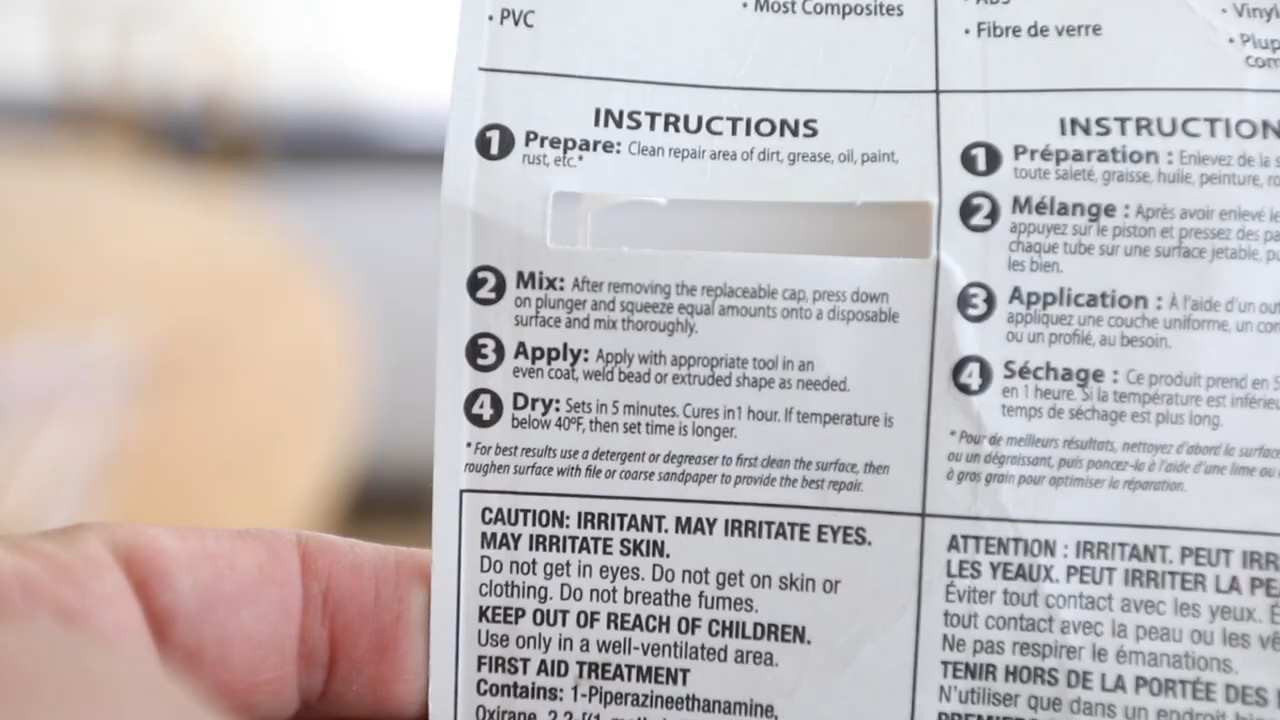 • PVC
• Most Composites
INSTRUCTIONS
1 Prepare: Clean repair area of dirt, grease, oil, paint,
rust, etc.*
2 Mix: After removing the replaceable cap, press down
on plunger and squeeze equal amounts onto a disposable
surface and mix thoroughly.
3 Apply: Apply with appropriate tool in an
even coat, weld bead or extruded shape as needed.
4 Dry: Sets in 5 minutes. Cures in1 hour. If temperature is
below 40ºF, then set time is longer.
* For best results use a detergent or degreaser to first clean the surface, then
roughen surface with file or coarse sandpaper to provide the best repair.
CAUTION: IRRITANT. MAY IRRITATE EYES.
MAY IRRITATE SKIN.
Do not get in eyes. Do not get on skin or
clothing. Do not breathe fumes.
KEEP OUT OF REACH OF CHILDREN.
Use only in a well-ventilated area.
FIRST AID TREATMENT
Contains: 1-Piperazineethanamine,
Oxirane, 2,2
• Fibre de verre
• Vinyl
INSTRUCTION
1 Préparation : Enlevez de la
toute saleté, graisse, huile, peinture,
2 Mélange : Après avoir enlevé
appuyez sur le piston et pressez des
chaque tube sur une surface jetable,
les bien.
3 Application : À l'aide d'un
appliquez une couche uniforme, un
ou un profilé, au besoin.
4 Séchage : Ce produit prend en 5
en 1 heure. Si la température est
temps de séchage est plus long.
* Pour de meilleurs résultats, nettoyez d'abord la
ou un dégraissant, puis poncez-la à l'aide d'une lime ou
à gros grain pour optimiser la réparation.
ATTENTION : IRRITANT. PEUT
LES YEAUX. PEUT IRRITER LA
Éviter tout contact avec les yeux.
tout contact avec la peau ou les
Ne pas respirer le émanations.
TENIR HORS DE LA PORTÉE DES
N'utiliser que dans un endroit